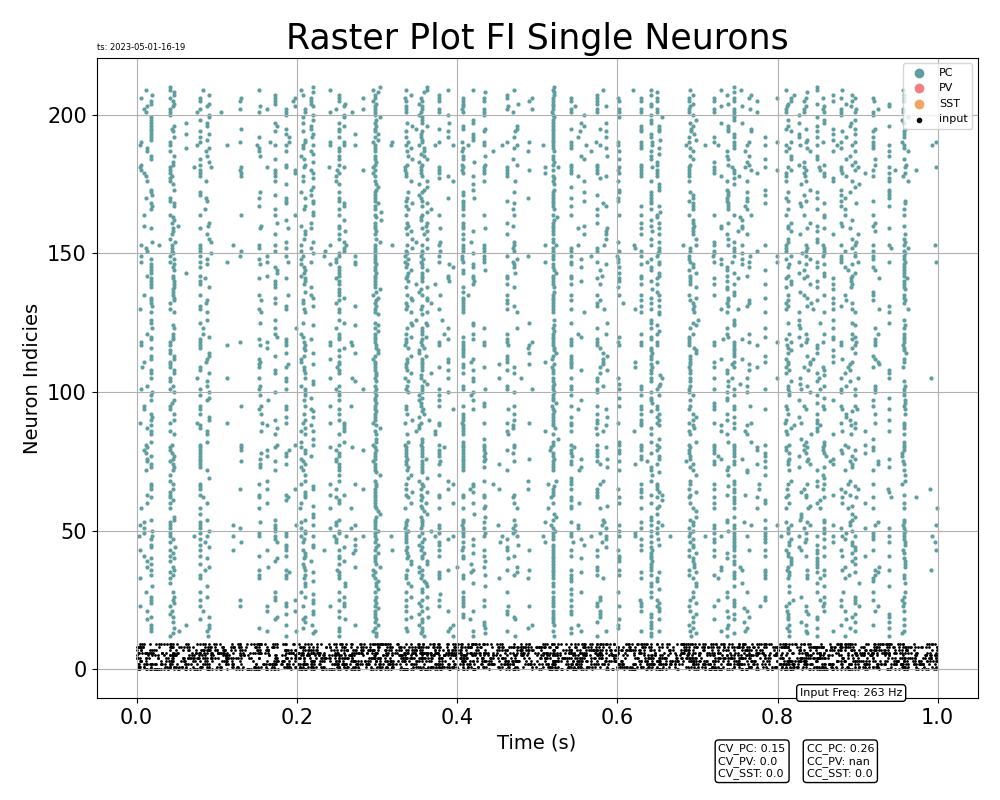 Raster Plot FI Single Neurons
ts: 2023-05-01-16-19
PC
PV
SST
input
200
150
100
50
0
Neuron Indicies
0.0 0.2 0.4 0.6 0.8 1.0
Time (s)
Input Freq: 263 Hz
CV_PC: 0.15
CV_PV: 0.0
CV_SST: 0.0
CC_PC: 0.26
CC_PV: nan
CC_SST: 0.0